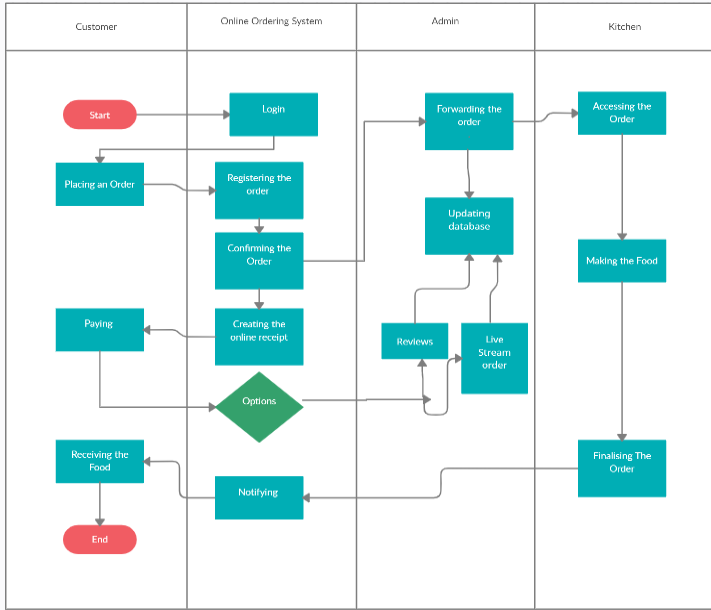 Customer
Online Ordering System
Admin
Kitchen
Start
Login
Forwarding the
order
Accessing the
Order
Placing an Order
Registering the
order
Updating
database
Confirming the
Order
Making the Food
Paying
Creating the
online receipt
Reviews
Live
Stream
order
Options
Receiving the
Food
Notifying
Finalising The
Order
End